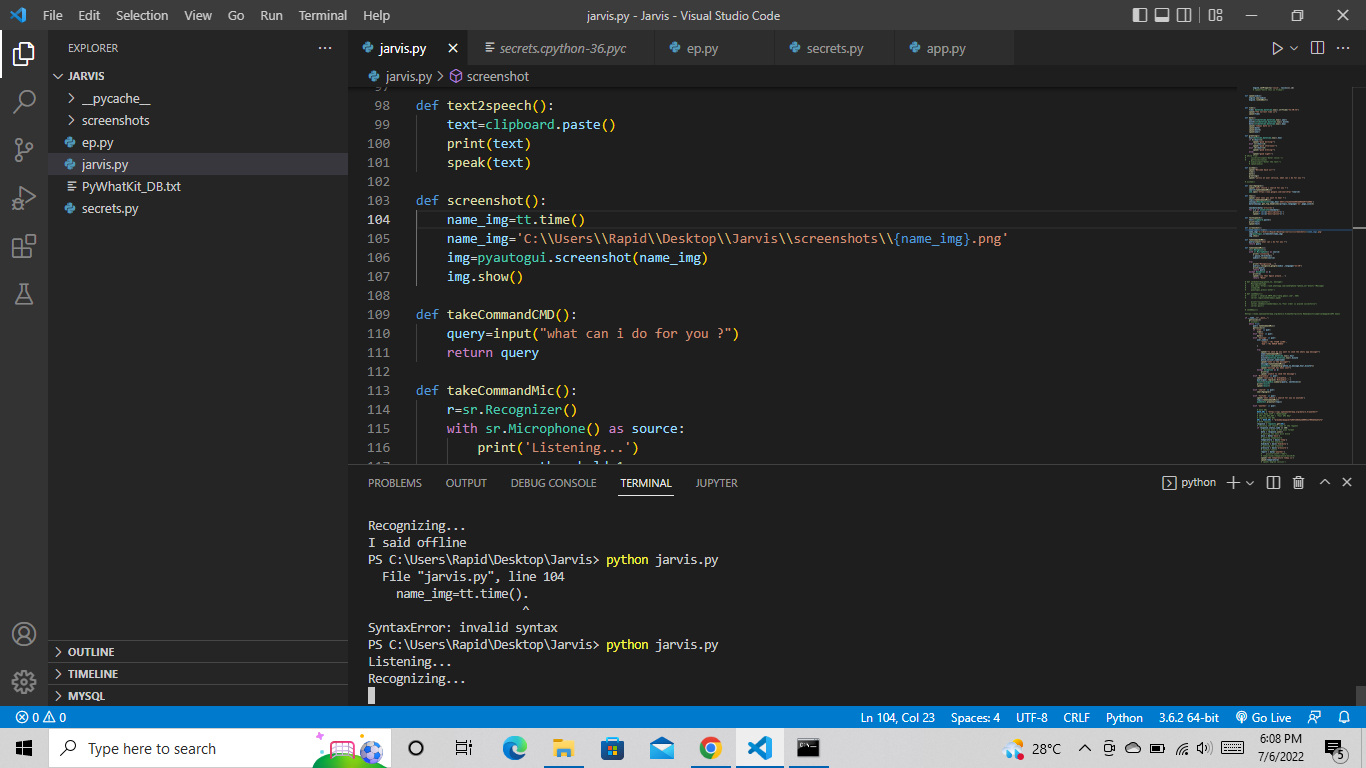 File Edit Selection View Go Run Terminal Help
jarvis.py - Jarvis - Visual Studio Code
EXPLORER
JARVIS
__pycache__
screenshots
ep.py
jarvis.py
PyWhatKit_DB.txt
secrets.py
OUTLINE
TIMELINE
MYSQL
jarvis.py secrets.cpython-36.pyc ep.py secrets.py app.py
jarvis.py > screenshot
98 def text2speech():
99 text=clipboard.paste()
100 print(text)
101 speak(text)
102
103 def screenshot():
104 name_img=tt.time()
105 name_img='C:\\Users\\Rapid\\Desktop\\Jarvis\\screenshots\\{name_img}.png'
106 img=pyautogui.screenshot(name_img)
107 img.show()
108
109 def takeCommandCMD():
110 query=input("what can i do for you ?")
111 return query
112
113 def takeCommandMic():
114 r=sr.Recognizer()
115 with sr.Microphone() as source:
116 print('Listening...')
PROBLEMS OUTPUT DEBUG CONSOLE TERMINAL JUPYTER
python
Recognizing...
I said offline
PS C:\Users\Rapid\Desktop\Jarvis> python jarvis.py
File "jarvis.py", line 104
name_img=tt.time().
^
SyntaxError: invalid syntax
PS C:\Users\Rapid\Desktop\Jarvis> python jarvis.py
Listening...
Recognizing...
0 0
Ln 104, Col 23 Spaces: 4 UTF-8 CRLF Python 3.6.2 64-bit Go Live
Type here to search
28°C
6:08 PM
7/6/2022
5